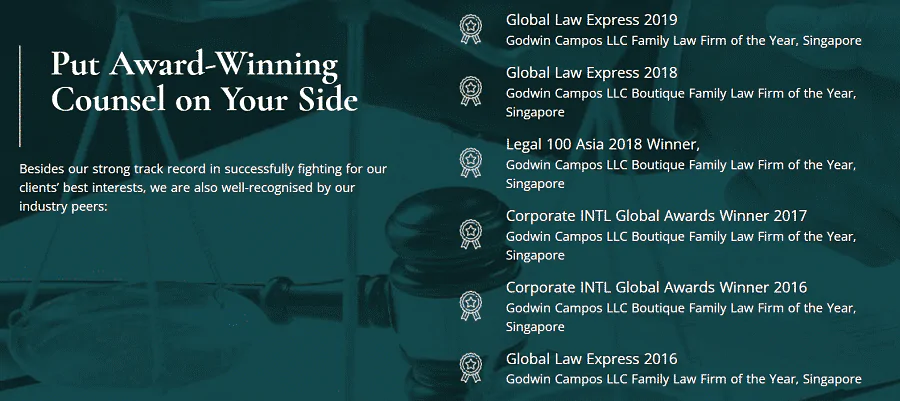 Put Award-Winning
Counsel on Your Side
Besides our strong track record in successfully fighting for our
clients’ best interests, we are also well-recognised by our
industry peers:
Global Law Express 2019
Godwin Campos LLC Family Law Firm of the Year, Singapore
Global Law Express 2018
Godwin Campos LLC Boutique Family Law Firm of the Year,
Singapore
Legal 100 Asia 2018 Winner,
Godwin Campos LLC Boutique Family Law Firm of the Year,
Singapore
Corporate INTL Global Awards Winner 2017
Godwin Campos LLC Boutique Family Law Firm of the Year,
Singapore
Corporate INTL Global Awards Winner 2016
Godwin Campos LLC Boutique Family Law Firm of the Year,
Singapore
Global Law Express 2016
Godwin Campos LLC Family Law Firm of the Year, Singapore